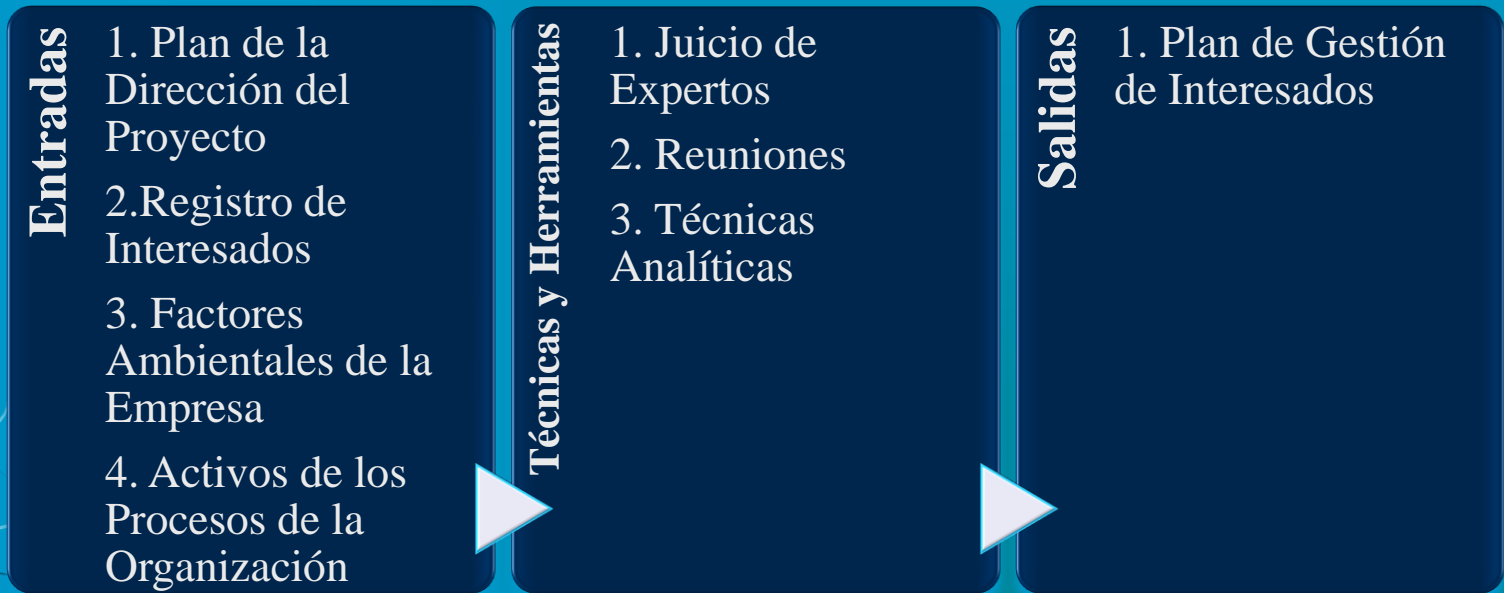 Entradas
1. Plan de la
Dirección del
Proyecto
2.Registro de
Interesados
3. Factores
Ambientales de la
Empresa
4. Activos de los
Procesos de la
Organización
Técnicas y Herramientas
1. Juicio de
Expertos
2. Reuniones
3. Técnicas
Analíticas
Salidas
1. Plan de Gestión
de Interesados